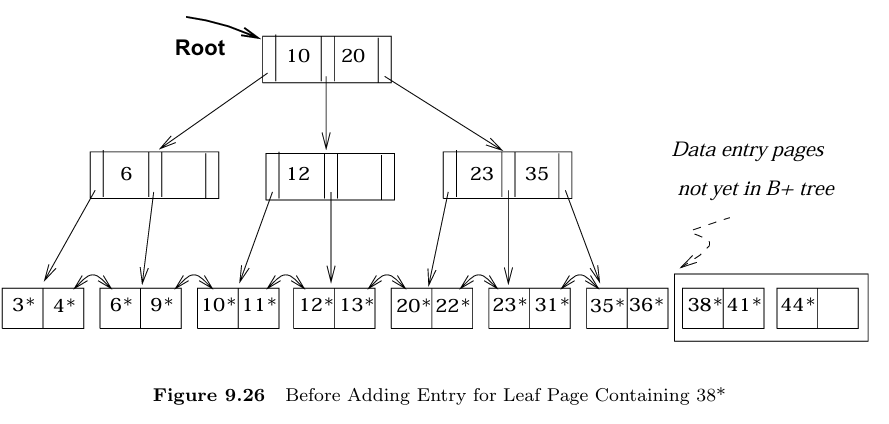 Root
10 20
6
12
23 35
Data entry pages
not yet in B+ tree
3* 4* 6* 9* 10* 11* 12* 13* 20* 22* 23* 31* 35* 36* 38* 41* 44*
Figure 9.26 Before Adding Entry for Leaf Page Containing 38*